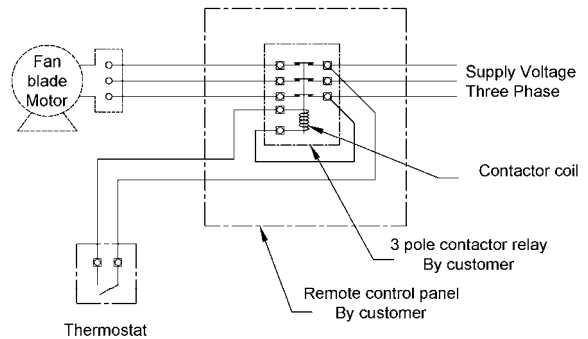 Fan
blade
Motor
Supply Voltage
Three Phase
Contactor coil
3 pole contactor relay
By customer
Remote control panel
By customer
Thermostat